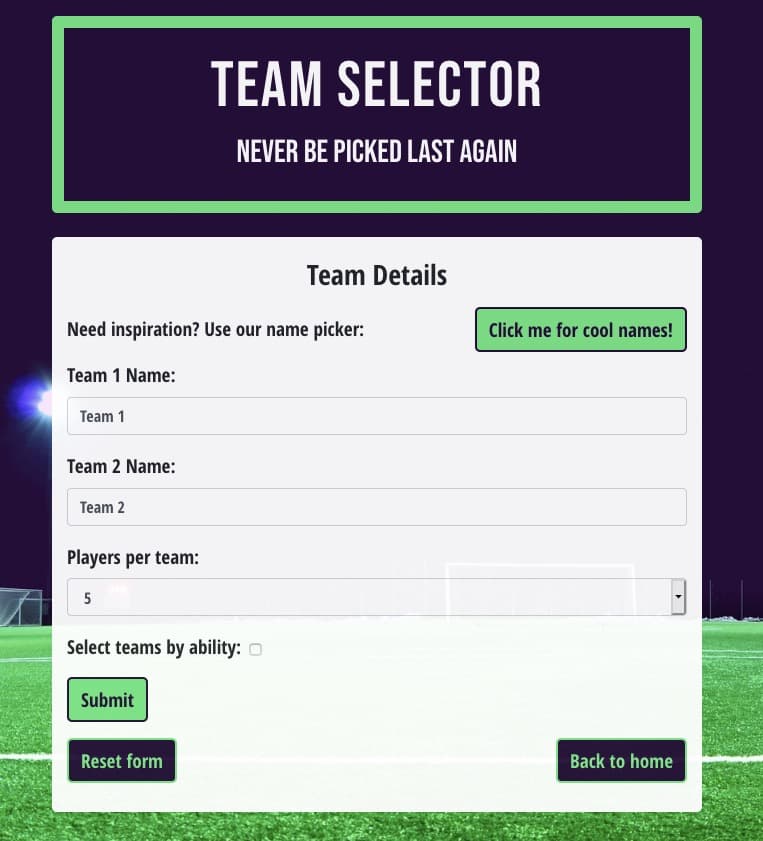 TEAM SELECTOR
NEVER BE PICKED LAST AGAIN
Team Details
Need inspiration? Use our name picker:
Click me for cool names!
Team 1 Name:
Team 1
Team 2 Name:
Team 2
Players per team:
5
Select teams by ability:
Submit
Reset form
Back to home